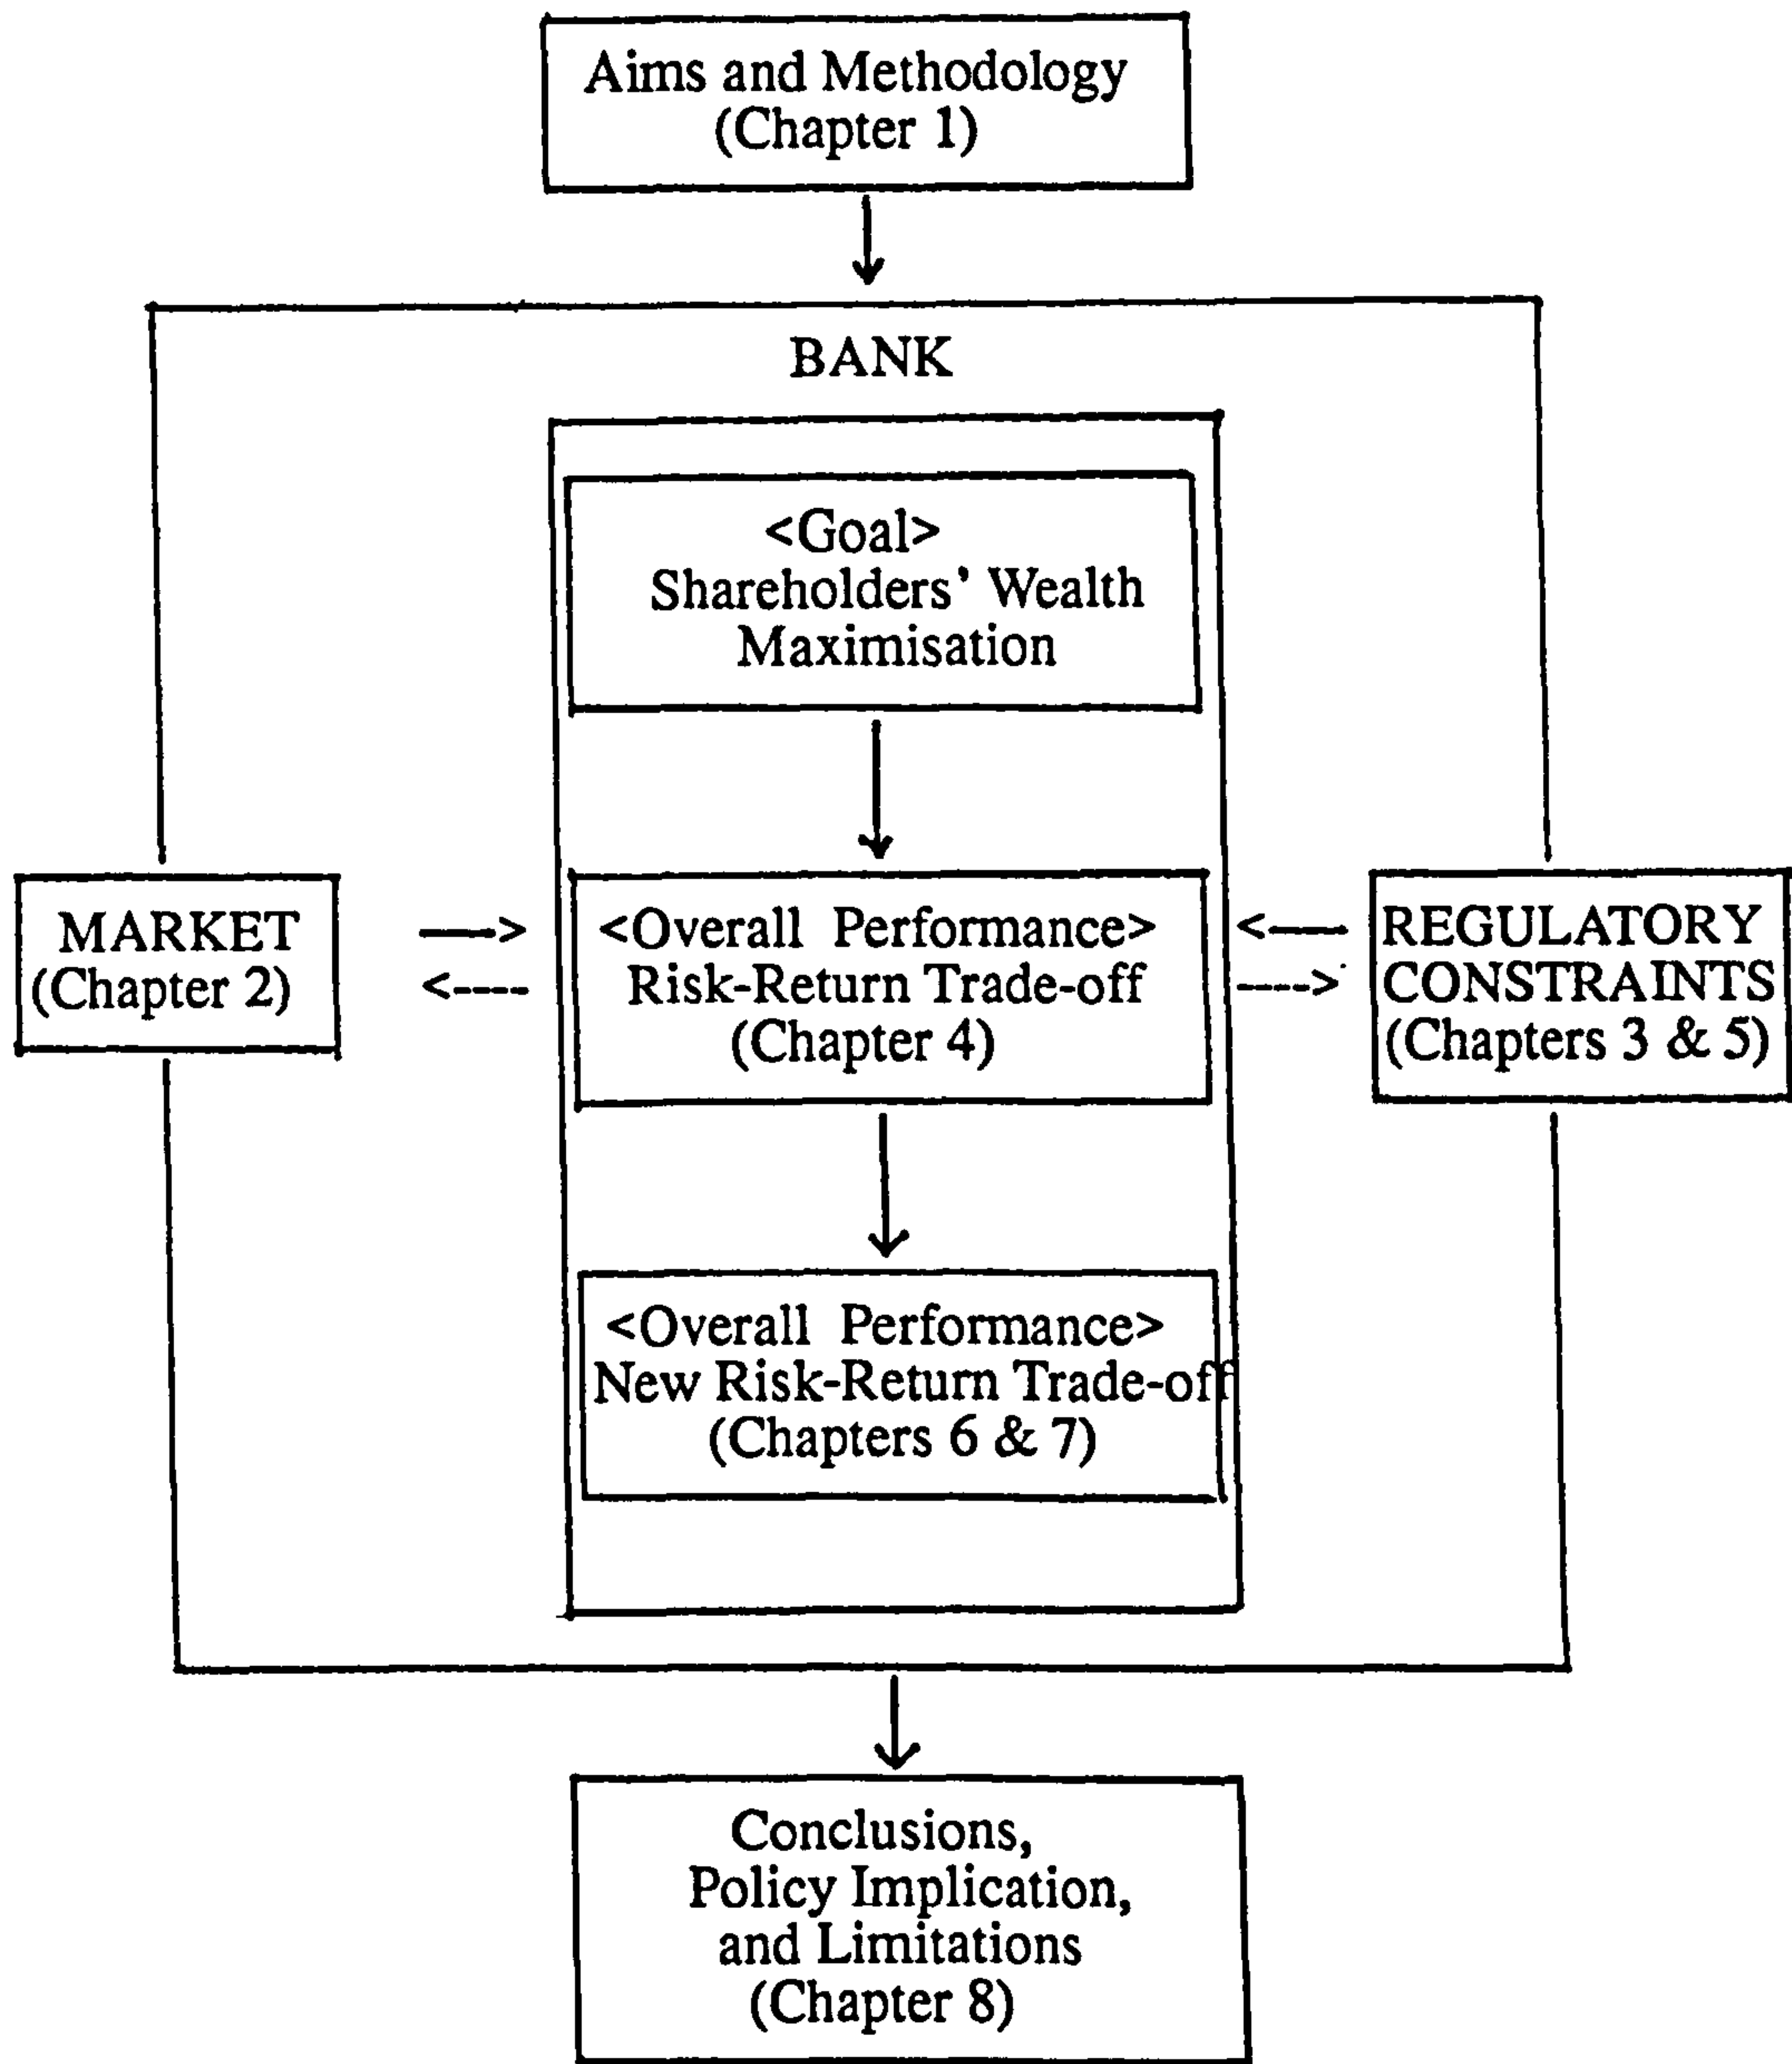 Aims and Methodology
(Chapter 1)
BANK
<Goal>
Shareholders' Wealth
Maximisation
MARKET
(Chapter 2)
<Overall Performance>
Risk-Return Trade-off
(Chapter 4)
REGULATORY
CONSTRAINTS
(Chapters 3 & 5)
<Overall Performance>
New Risk-Return Trade-off
(Chapters 6 & 7)
Conclusions,
Policy Implication,
and Limitations
(Chapter 8)